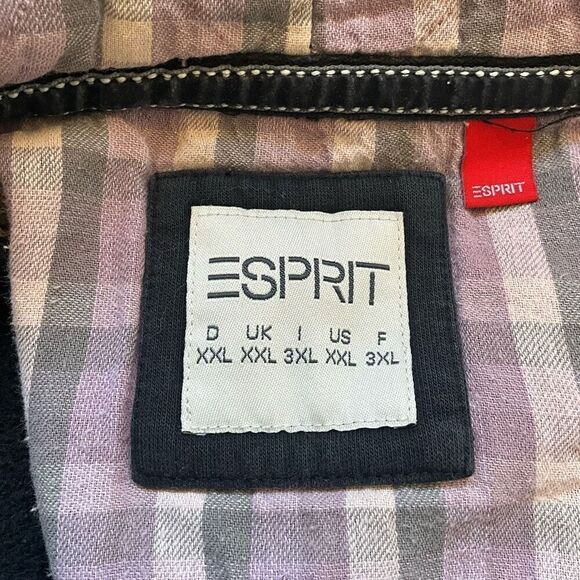 ESPRIT
ESPRIT
D UK I US F
XXL XXL 3XL XXL 3XL